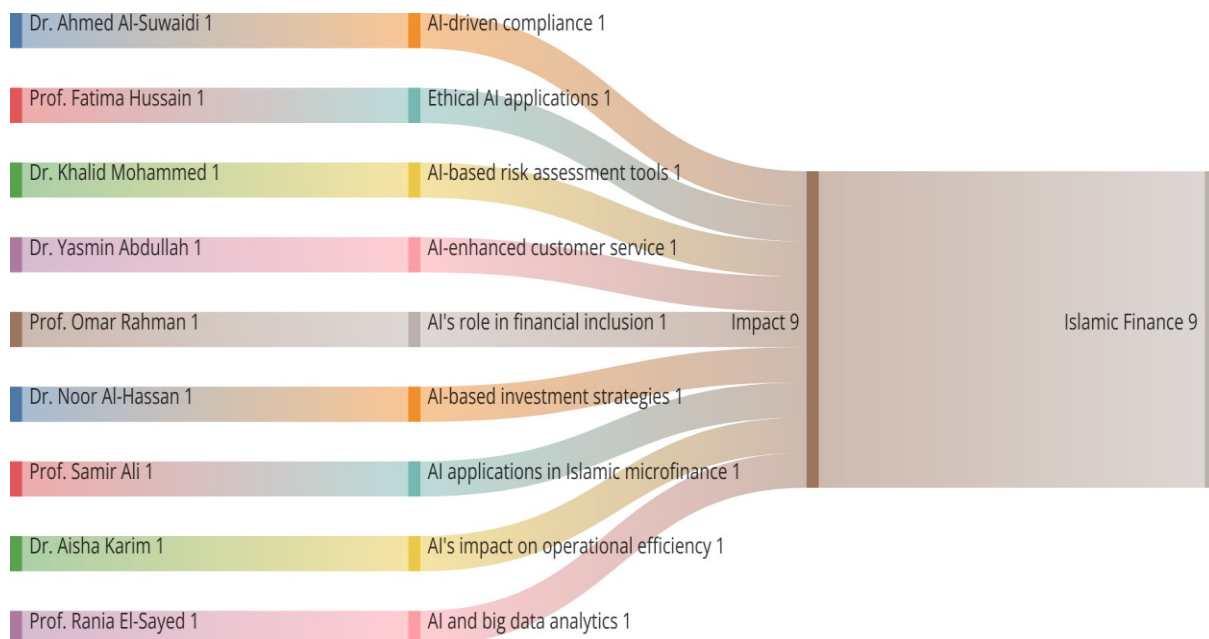 Dr. Ahmed Al-Suwaidi 1
AI-driven compliance 1
Prof. Fatima Hussain 1
Ethical AI applications 1
Dr. Khalid Mohammed 1
AI-based risk assessment tools 1
Dr. Yasmin Abdullah 1
AI-enhanced customer service 1
Prof. Omar Rahman 1
AI's role in financial inclusion 1
Impact 9
Islamic Finance 9
Dr. Noor Al-Hassan 1
AI-based investment strategies 1
Prof. Samir Ali 1
AI applications in Islamic microfinance 1
Dr. Aisha Karim 1
AI's impact on operational efficiency 1
Prof. Rania El-Sayed 1
AI and big data analytics 1